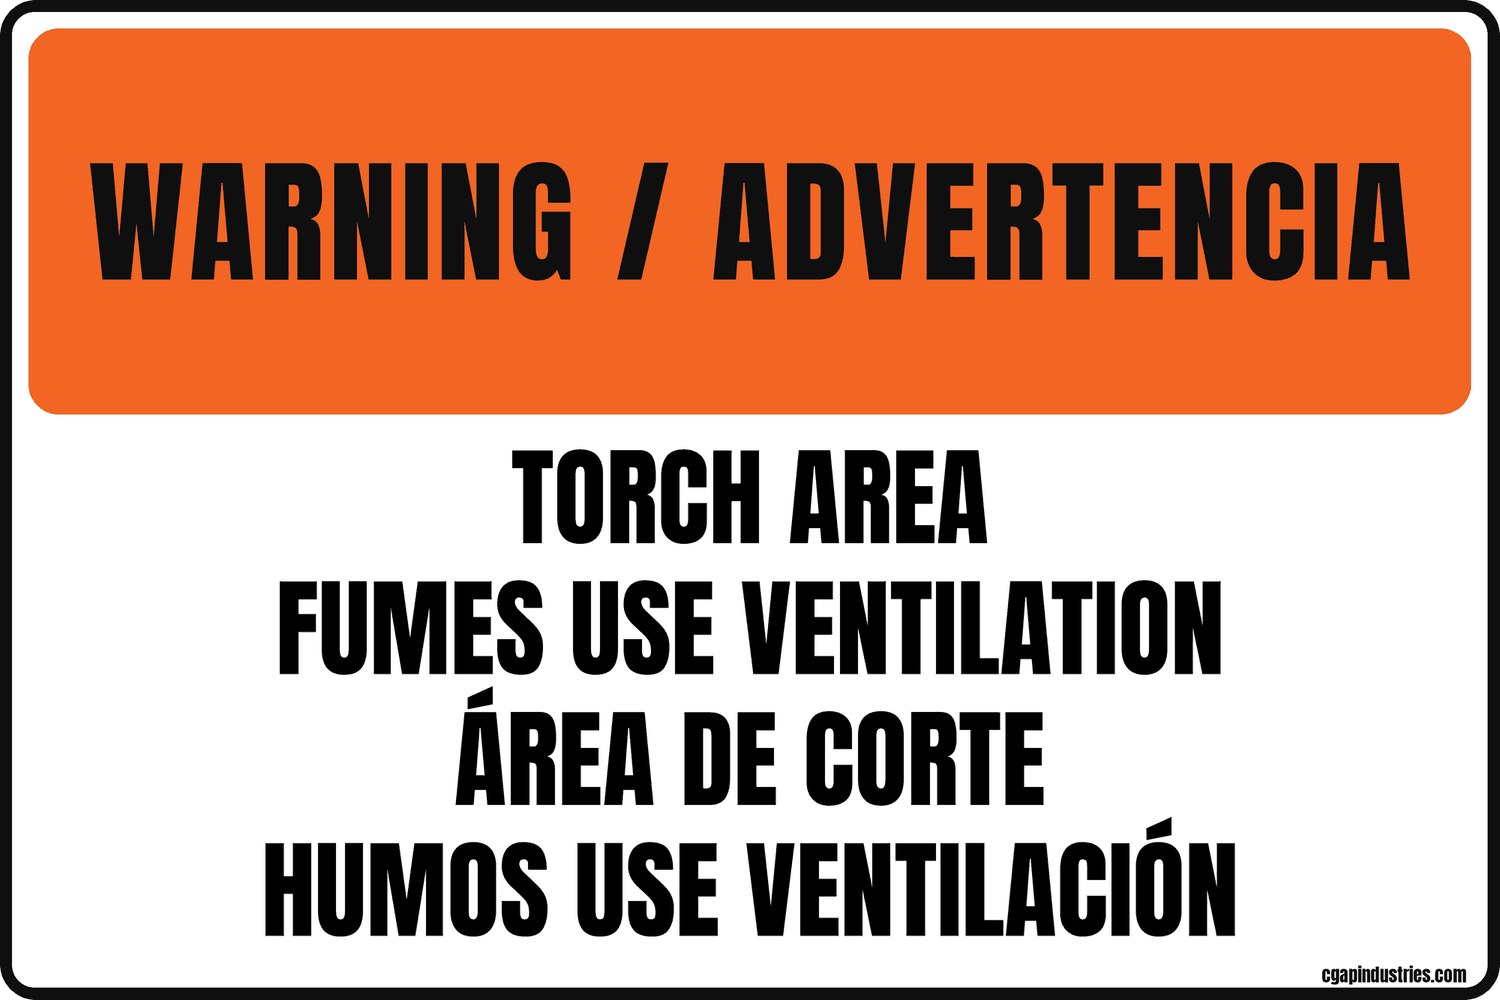 WARNING / ADVERTENCIA
TORCH AREA
FUMES USE VENTILATION
ÁREA DE CORTE
HUMOS USE VENTILACIÓN
cgapindustries.com